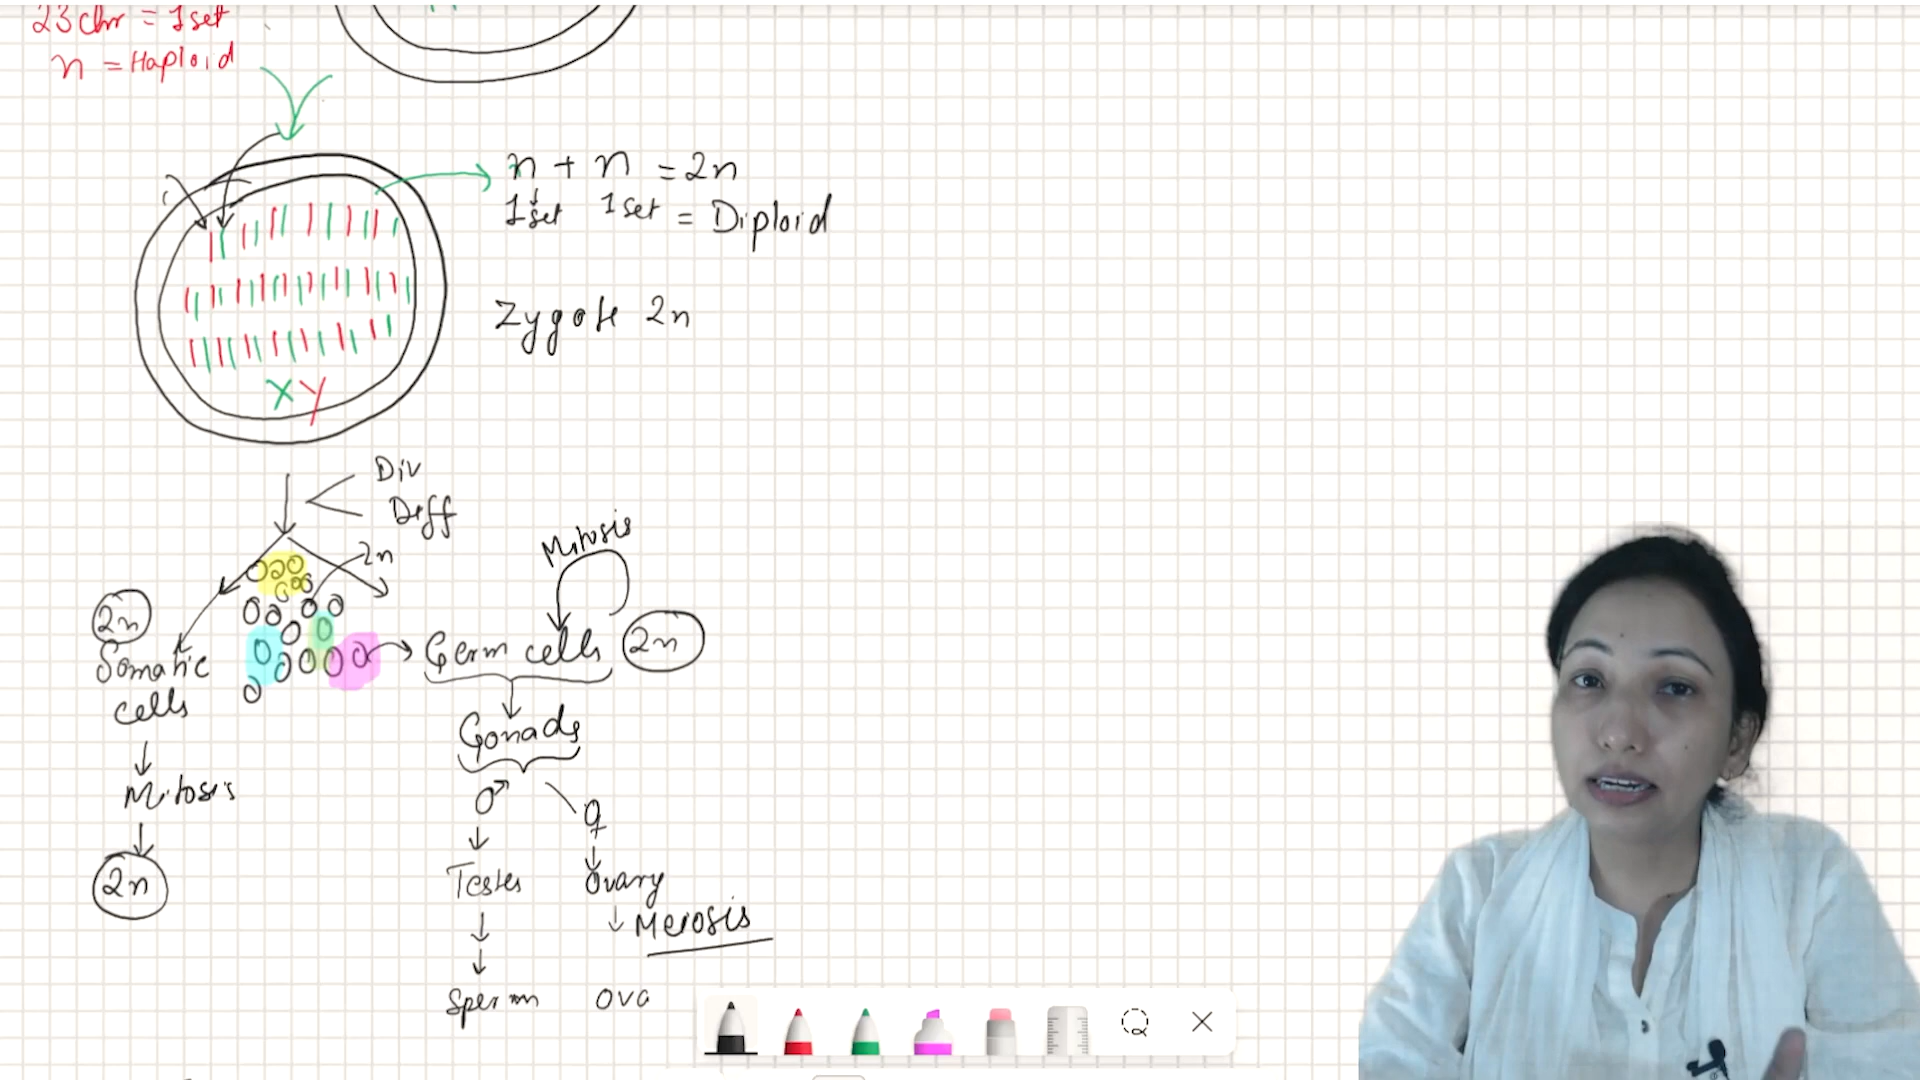 23 chr = 1 set
n = Haploid
n + n = 2n
1 set 1 set = Diploid
Zygote 2n
X Y
Div
Diff
2n
Mitosis
2n
Somatic
cells
Germ cells 2n
Gonads
Mitosis
♂ ♀
2n
Testes Ovary
Meiosis
Sperm ova